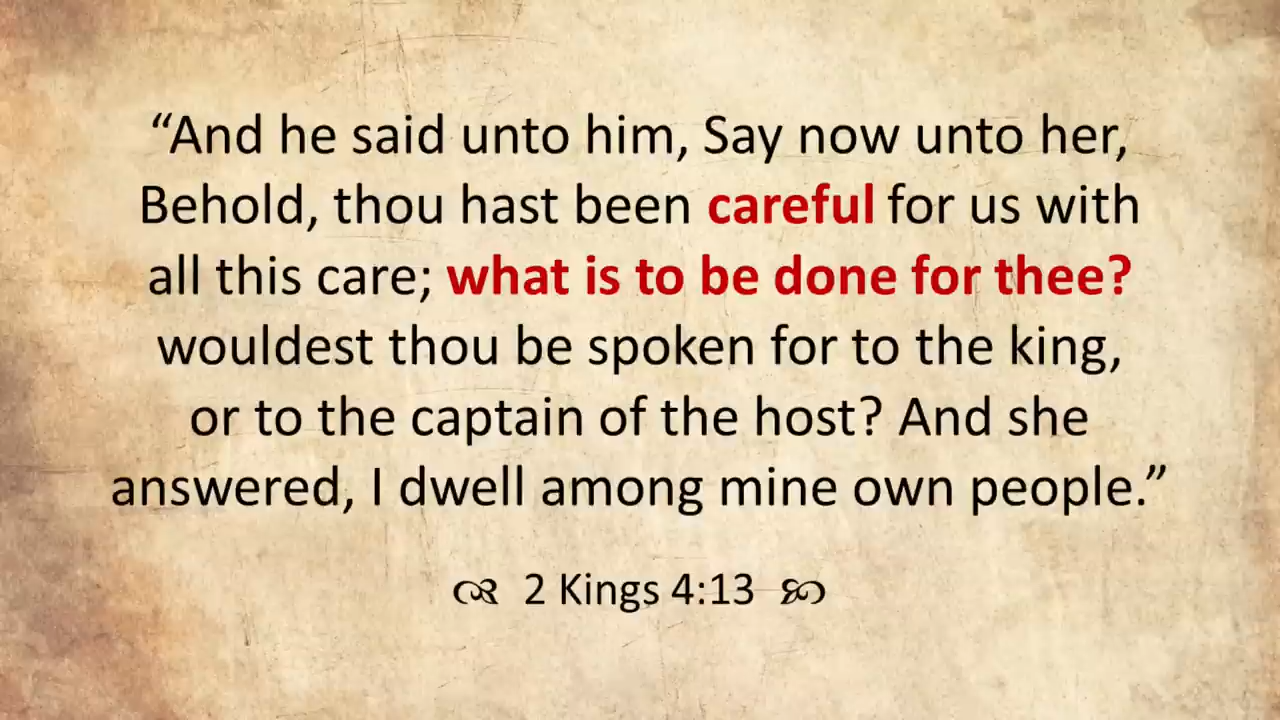 “And he said unto him, Say now unto her,
Behold, thou hast been careful for us with
all this care; what is to be done for thee?
wouldest thou be spoken for to the king,
or to the captain of the host? And she
answered, I dwell among mine own people.”
2 Kings 4:13